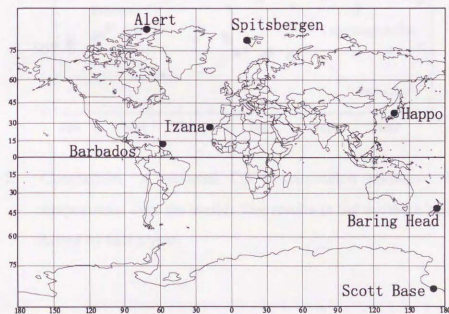 Alert
Spitsbergen
75
60
45
Izana
Happo
30
Barbados
15
0
15
30
Baring Head
45
60
75
Scott Base
180 150 120 90 60 30 0 30 60 90 120 150 180